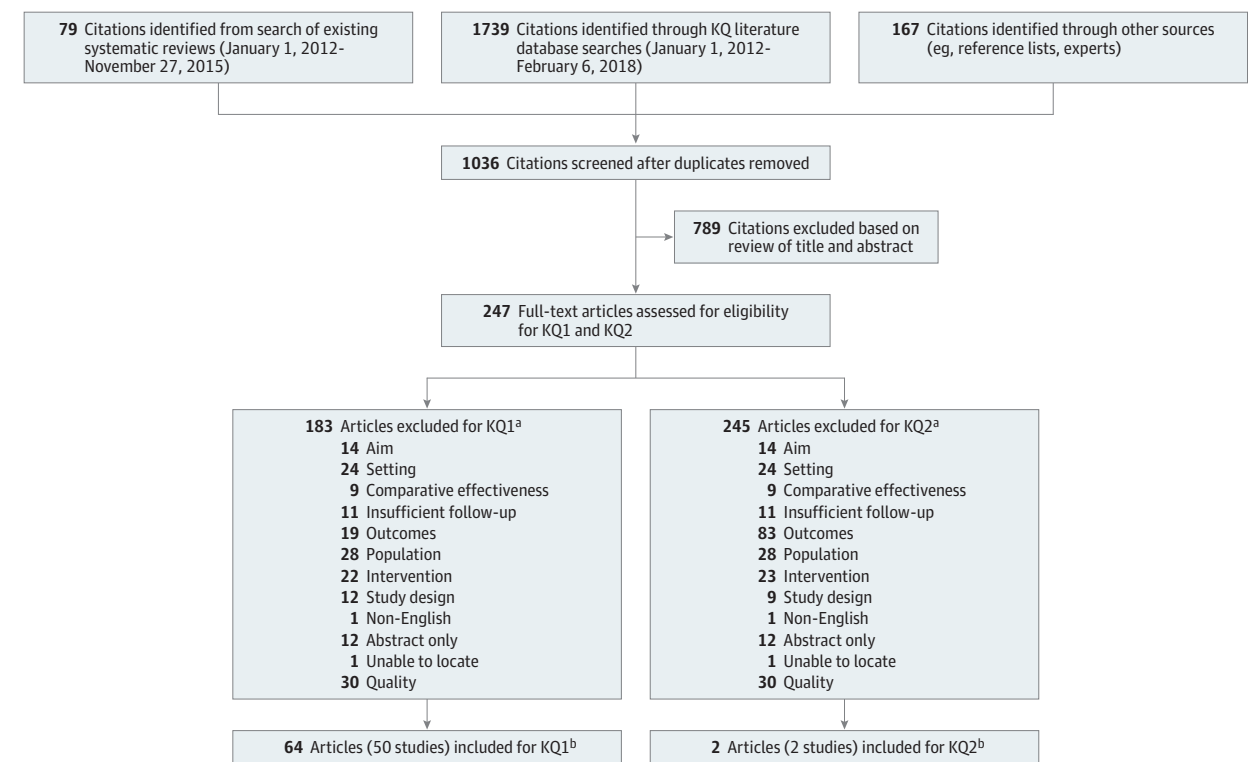 79 Citations identified from search of existing
systematic reviews (January 1, 2012-
November 27, 2015)
1739 Citations identified through KQ literature
database searches (January 1, 2012-
February 6, 2018)
167 Citations identified through other sources
(eg, reference lists, experts)
1036 Citations screened after duplicates removed
789 Citations excluded based on
review of title and abstract
247 Full-text articles assessed for eligibility
for KQ1 and KQ2
183 Articles excluded for KQ1a
14 Aim
24 Setting
9 Comparative effectiveness
11 Insufficient follow-up
19 Outcomes
28 Population
22 Intervention
12 Study design
1 Non-English
12 Abstract only
1 Unable to locate
30 Quality
245 Articles excluded for KQ2a
14 Aim
24 Setting
9 Comparative effectiveness
11 Insufficient follow-up
83 Outcomes
28 Population
23 Intervention
9 Study design
1 Non-English
12 Abstract only
1 Unable to locate
30 Quality
64 Articles (50 studies) included for KQ1b
2 Articles (2 studies) included for KQ2b